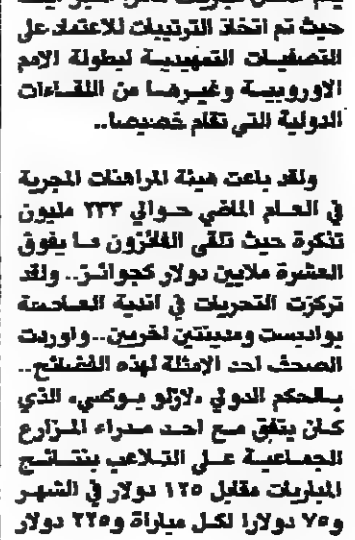 حيث تم اتخاذ الترتيبات للاعتماد على
التصفيات التمهيدية لبطولة الامم
الاوروبية وغيرها من اللقاءات
الدولية التي تقام خصيصا..
ولقد باعت هيئة المراهنات المجرية
في العام الماضي حوالي ٢٣٣ مليون
تذكرة حيث تلقى الفائزون ما يفوق
العشرة ملايين دولار كجوائز.. ولقد
تركزت التحريات في اندية العاصمة
بودابست ومدينتين اخريين.. واوردت
الصحف احد الامثلة لهذه الفضائح..
بالحكم الدولي «لازلو بوكسي» الذي
كان يتفق مع احد مدراء المزارع
الجماعية على التلاعب بنتائج
المباريات مقابل ١٢٥ دولار في الشهر
و٧٥ دولارا لكل مباراة و٢٢٥ دولار